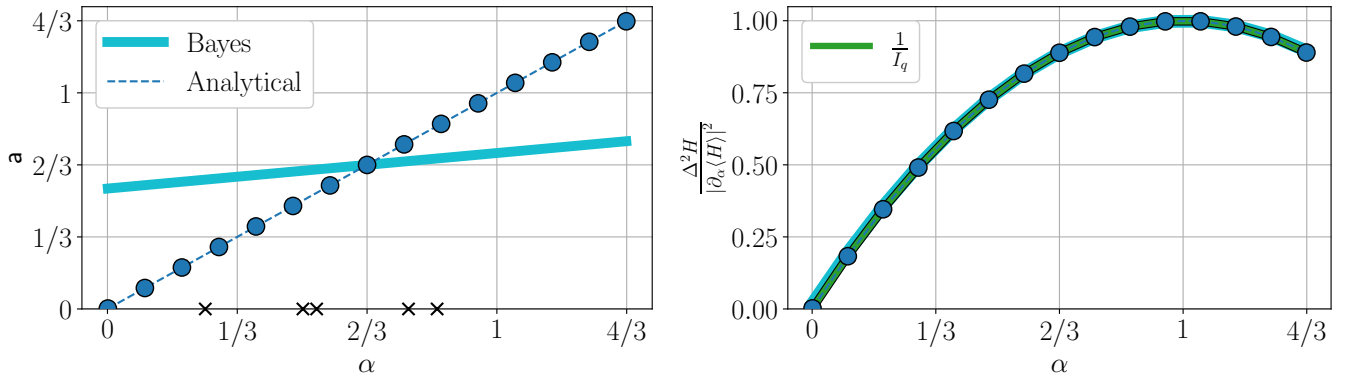 4/3
1
2/3
1/3
0
a
Bayes
Analytical
0
1/3
2/3
1
4/3
α
1.00
0.75
0.50
0.25
0.00
Δ²H / |∂_α⟨H⟩|²
1/I_q
0
1/3
2/3
1
4/3
α